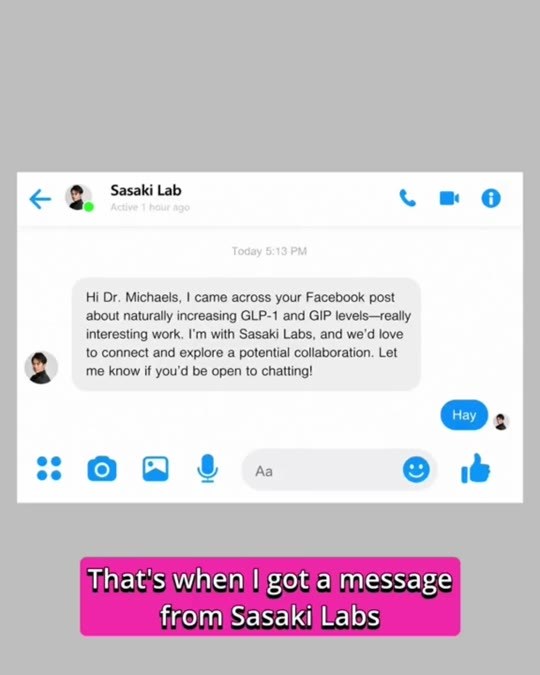 Sasaki Lab
Active 1 hour ago
Today 5:13 PM
Hi Dr. Michaels, I came across your Facebook post
about naturally increasing GLP-1 and GIP levels—really
interesting work. I'm with Sasaki Labs, and we'd love
to connect and explore a potential collaboration. Let
me know if you'd be open to chatting!
Hay
Aa
That's when I got a message
from Sasaki Labs